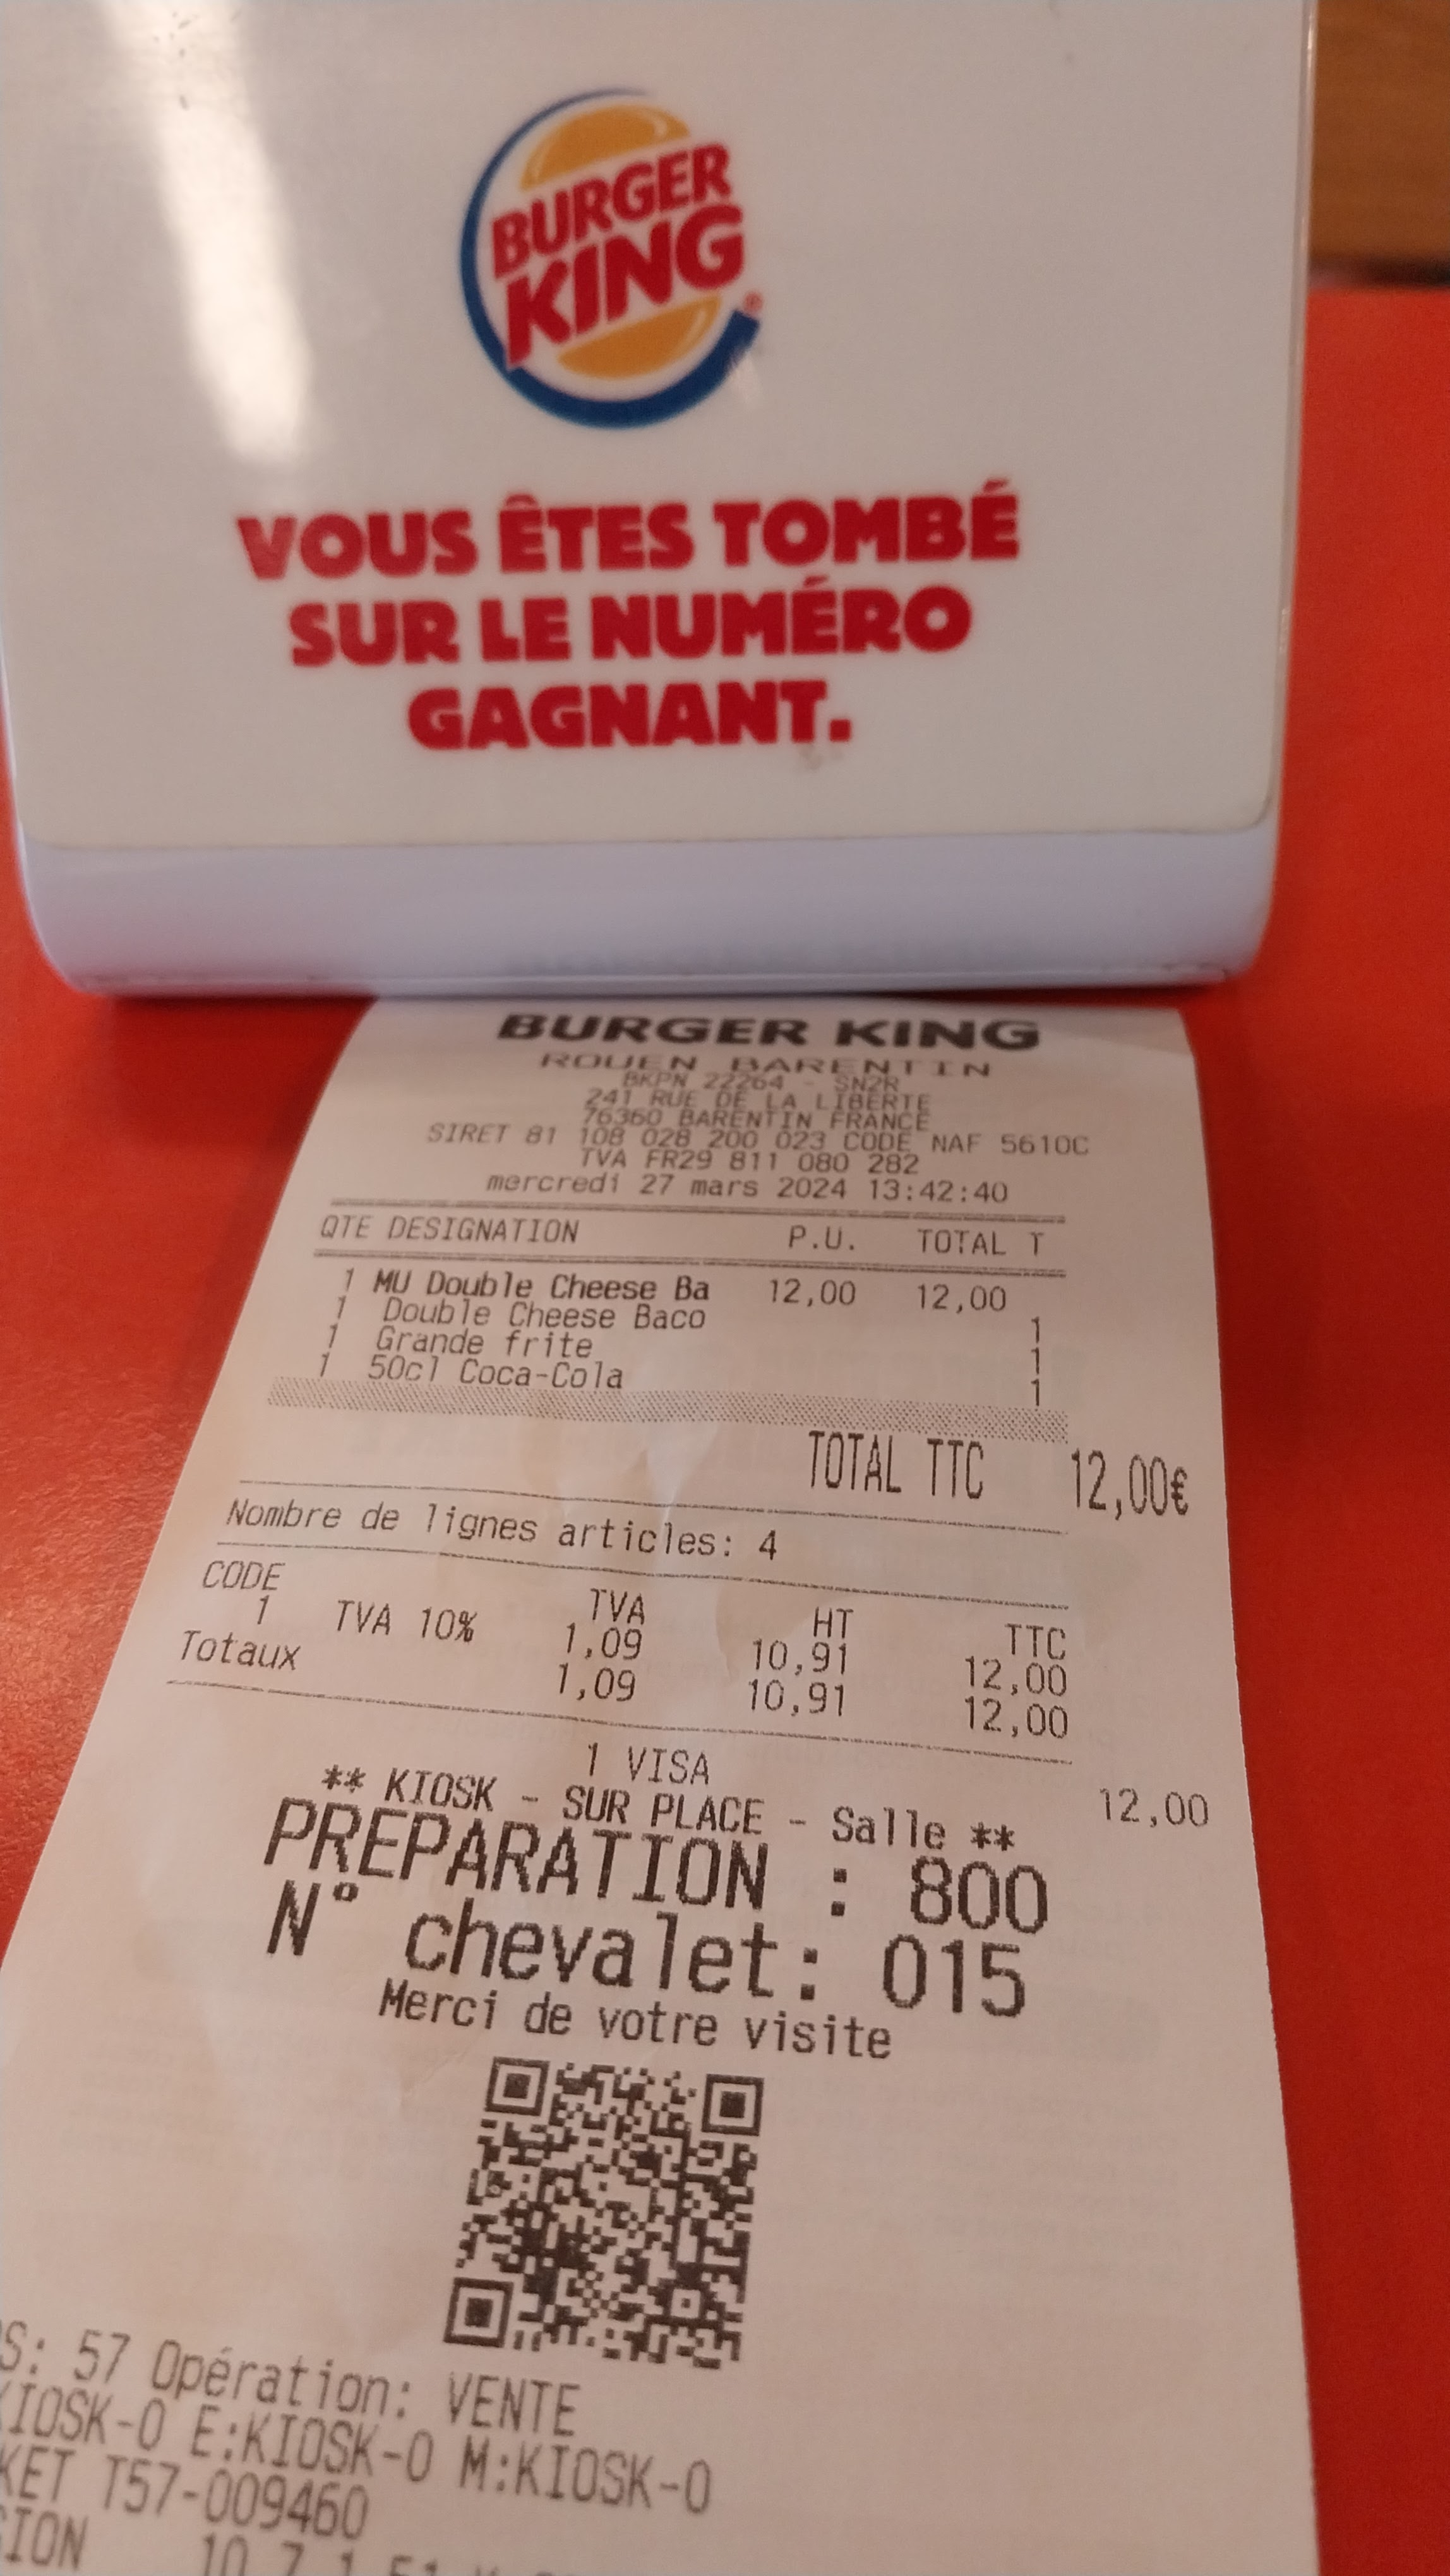 BURGER
KING
®
VOUS ÊTES TOMBÉ
SUR LE NUMÉRO
GAGNANT.
BURGER KING
ROUEN BARENTIN
BKPN 22264 - SN2R
241 RUE DE LA LIBERTE
76360 BARENTIN FRANCE
SIRET 81 108 028 200 023 CODE NAF 5610C
TVA FR29 811 080 282
mercredi 27 mars 2024 13:42:40
QTE DESIGNATION P.U. TOTAL T
1 MU Double Cheese Ba 12,00 12,00
1 Double Cheese Baco 1
1 Grande frite 1
1 50cl Coca-Cola 1
TOTAL TTC 12,00€
Nombre de lignes articles: 4
CODE TVA HT TTC
1 TVA 10% 1,09 10,91 12,00
Totaux 1,09 10,91 12,00
1 VISA 12,00
** KIOSK - SUR PLACE - Salle **
PREPARATION : 800
N° chevalet: 015
Merci de votre visite
S: 57 Opération: VENTE
KIOSK-0 E:KIOSK-0 M:KIOSK-0
KET T57-009460
SION 10.7.1.51